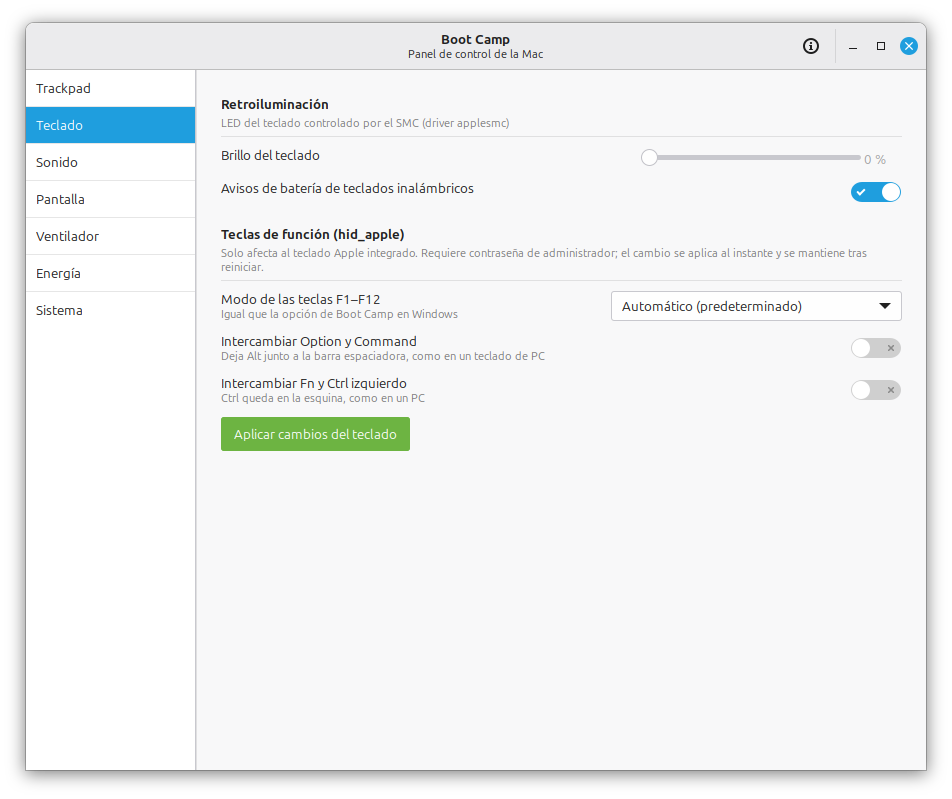 Boot Camp
Panel de control de la Mac
Trackpad
Teclado
Sonido
Pantalla
Ventilador
Energía
Sistema
Retroiluminación
LED del teclado controlado por el SMC (driver applesmc)
Brillo del teclado
0 %
Avisos de batería de teclados inalámbricos
Teclas de función (hid_apple)
Solo afecta al teclado Apple integrado. Requiere contraseña de administrador; el cambio se aplica al instante y se mantiene tras
reiniciar.
Modo de las teclas F1–F12
Igual que la opción de Boot Camp en Windows
Automático (predeterminado)
Intercambiar Option y Command
Deja Alt junto a la barra espaciadora, como en un teclado de PC
Intercambiar Fn y Ctrl izquierdo
Ctrl queda en la esquina, como en un PC
Aplicar cambios del teclado